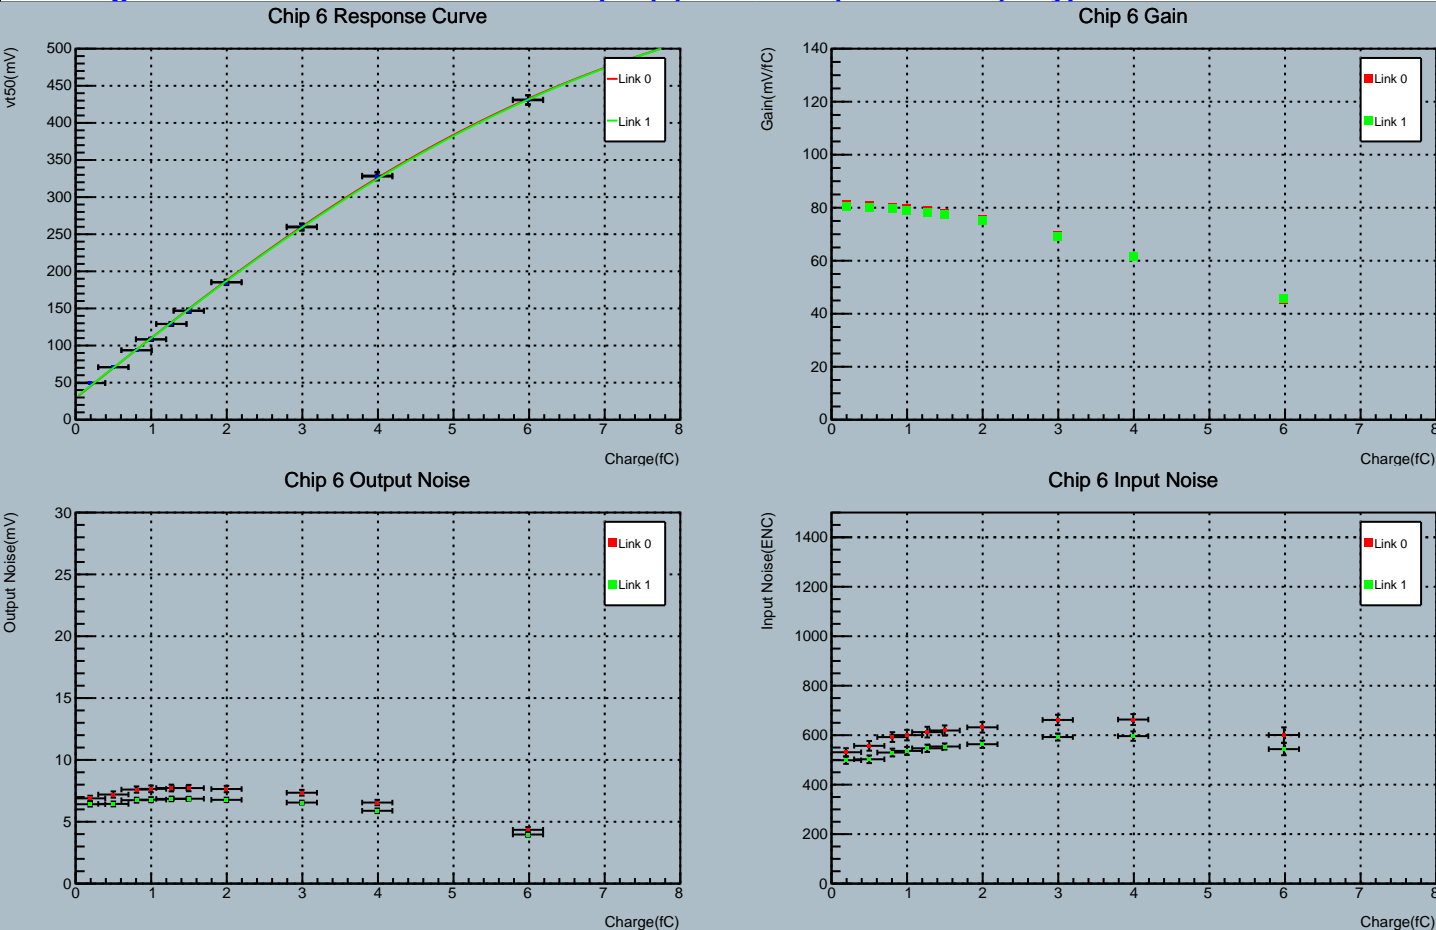 Chip 6 Response Curve
vt50(mV)
500
450
400
350
300
250
200
150
100
50
0
0 1 2 3 4 5 6 7 8
Charge(fC)
Link 0
Link 1
Chip 6 Gain
Gain(mV/fC)
140
120
100
80
60
40
20
0
0 1 2 3 4 5 6 7 8
Charge(fC)
Link 0
Link 1
Chip 6 Output Noise
Output Noise(mV)
30
25
20
15
10
5
0
0 1 2 3 4 5 6 7 8
Charge(fC)
Link 0
Link 1
Chip 6 Input Noise
Input Noise(ENC)
1400
1200
1000
800
600
400
200
0
0 1 2 3 4 5 6 7 8
Charge(fC)
Link 0
Link 1